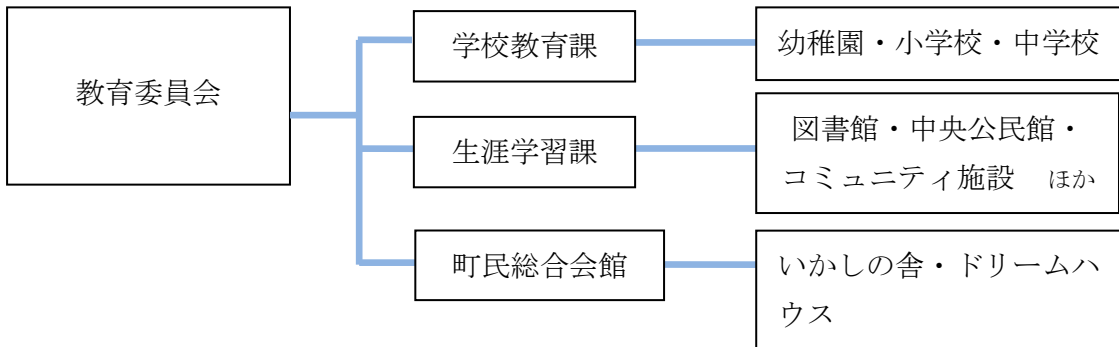 教育委員会
学校教育課
幼稚園・小学校・中学校
生涯学習課
図書館・中央公民館・
コミュニティ施設　ほか
町民総合会館
いかしの舎・ドリームハ
ウス